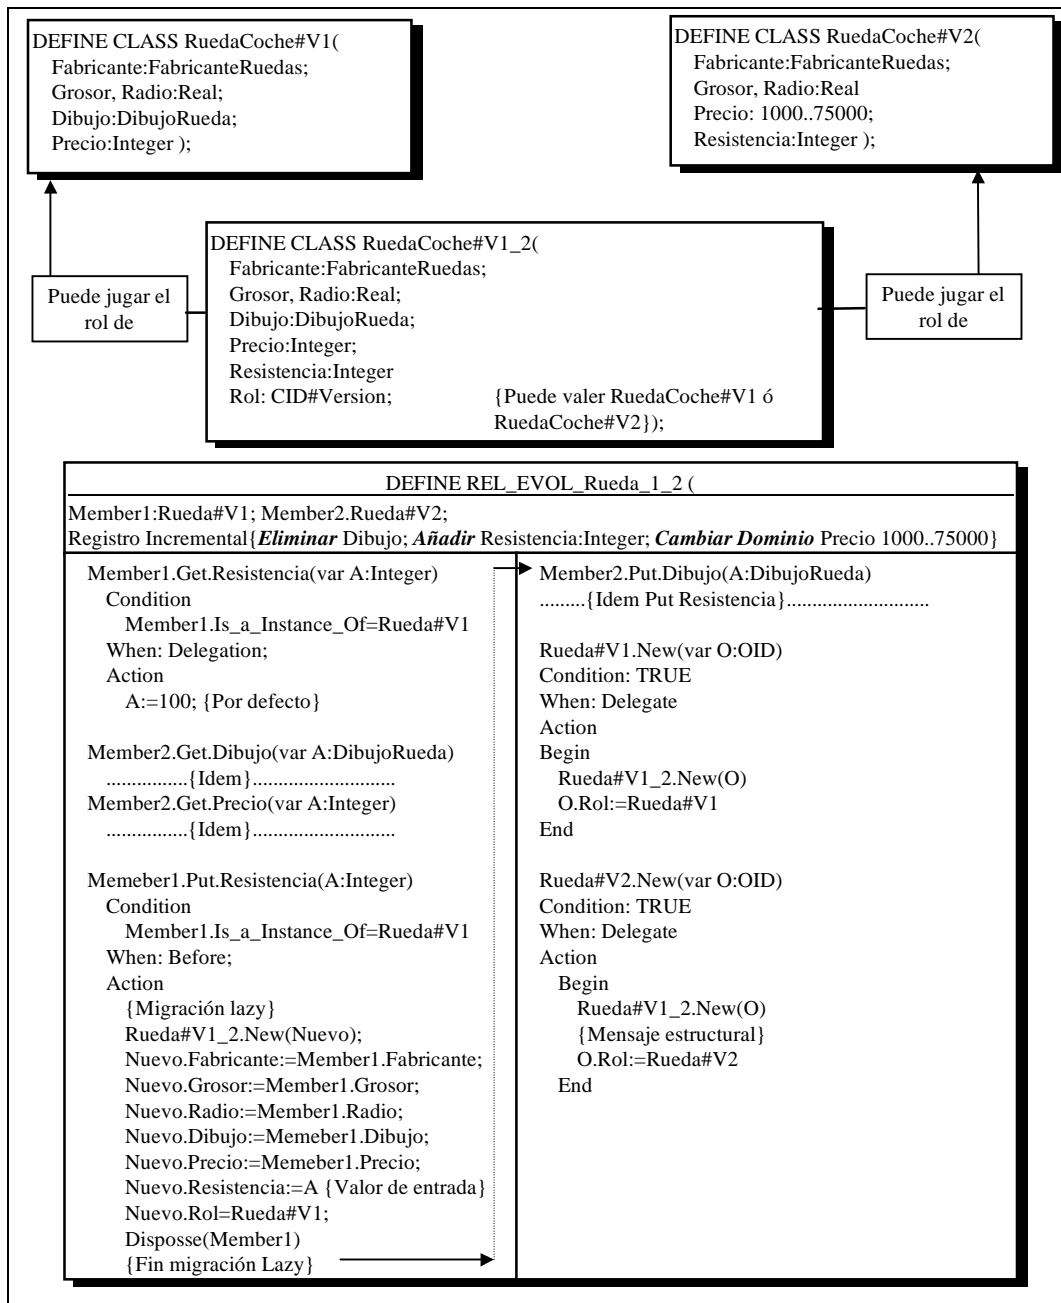 DEFINE CLASS RuedaCoche#V1(
Fabricante:FabricanteRuedas;
Grosor, Radio:Real;
Dibujo:DibujoRueda;
Precio:Integer );
DEFINE CLASS RuedaCoche#V2(
Fabricante:FabricanteRuedas;
Grosor, Radio:Real
Precio: 1000..75000;
Resistencia:Integer );
Puede jugar el
rol de
DEFINE CLASS RuedaCoche#V1_2(
Fabricante:FabricanteRuedas;
Grosor, Radio:Real;
Dibujo:DibujoRueda;
Precio:Integer;
Resistencia:Integer
Rol: CID#Version; {Puede valer RuedaCoche#V1 ó
RuedaCoche#V2});
Puede jugar el
rol de
DEFINE REL_EVOL_Rueda_1_2 (
Member1:Rueda#V1; Member2.Rueda#V2;
Registro Incremental{Eliminar Dibujo; Añadir Resistencia:Integer; Cambiar Dominio Precio 1000..75000}
Member1.Get.Resistencia(var A:Integer)
Condition
Member1.Is_a_Instance_Of=Rueda#V1
When: Delegation;
Action
A:=100; {Por defecto}
Member2.Get.Dibujo(var A:DibujoRueda)
................{Idem}............................
Member2.Get.Precio(var A:Integer)
................{Idem}............................
Memeber1.Put.Resistencia(A:Integer)
Condition
Member1.Is_a_Instance_Of=Rueda#V1
When: Before;
Action
{Migración lazy}
Rueda#V1_2.New(Nuevo);
Nuevo.Fabricante:=Member1.Fabricante;
Nuevo.Grosor:=Member1.Grosor;
Nuevo.Radio:=Member1.Radio;
Nuevo.Dibujo:=Memeber1.Dibujo;
Nuevo.Precio:=Memeber1.Precio;
Nuevo.Resistencia:=A {Valor de entrada}
Nuevo.Rol=Rueda#V1;
Disposse(Member1)
{Fin migración Lazy}
Member2.Put.Dibujo(A:DibujoRueda)
.........{Idem Put Resistencia}............................
Rueda#V1.New(var O:OID)
Condition: TRUE
When: Delegate
Action
Begin
Rueda#V1_2.New(O)
O.Rol:=Rueda#V1
End
Rueda#V2.New(var O:OID)
Condition: TRUE
When: Delegate
Action
Begin
Rueda#V1_2.New(O)
{Mensaje estructural}
O.Rol:=Rueda#V2
End